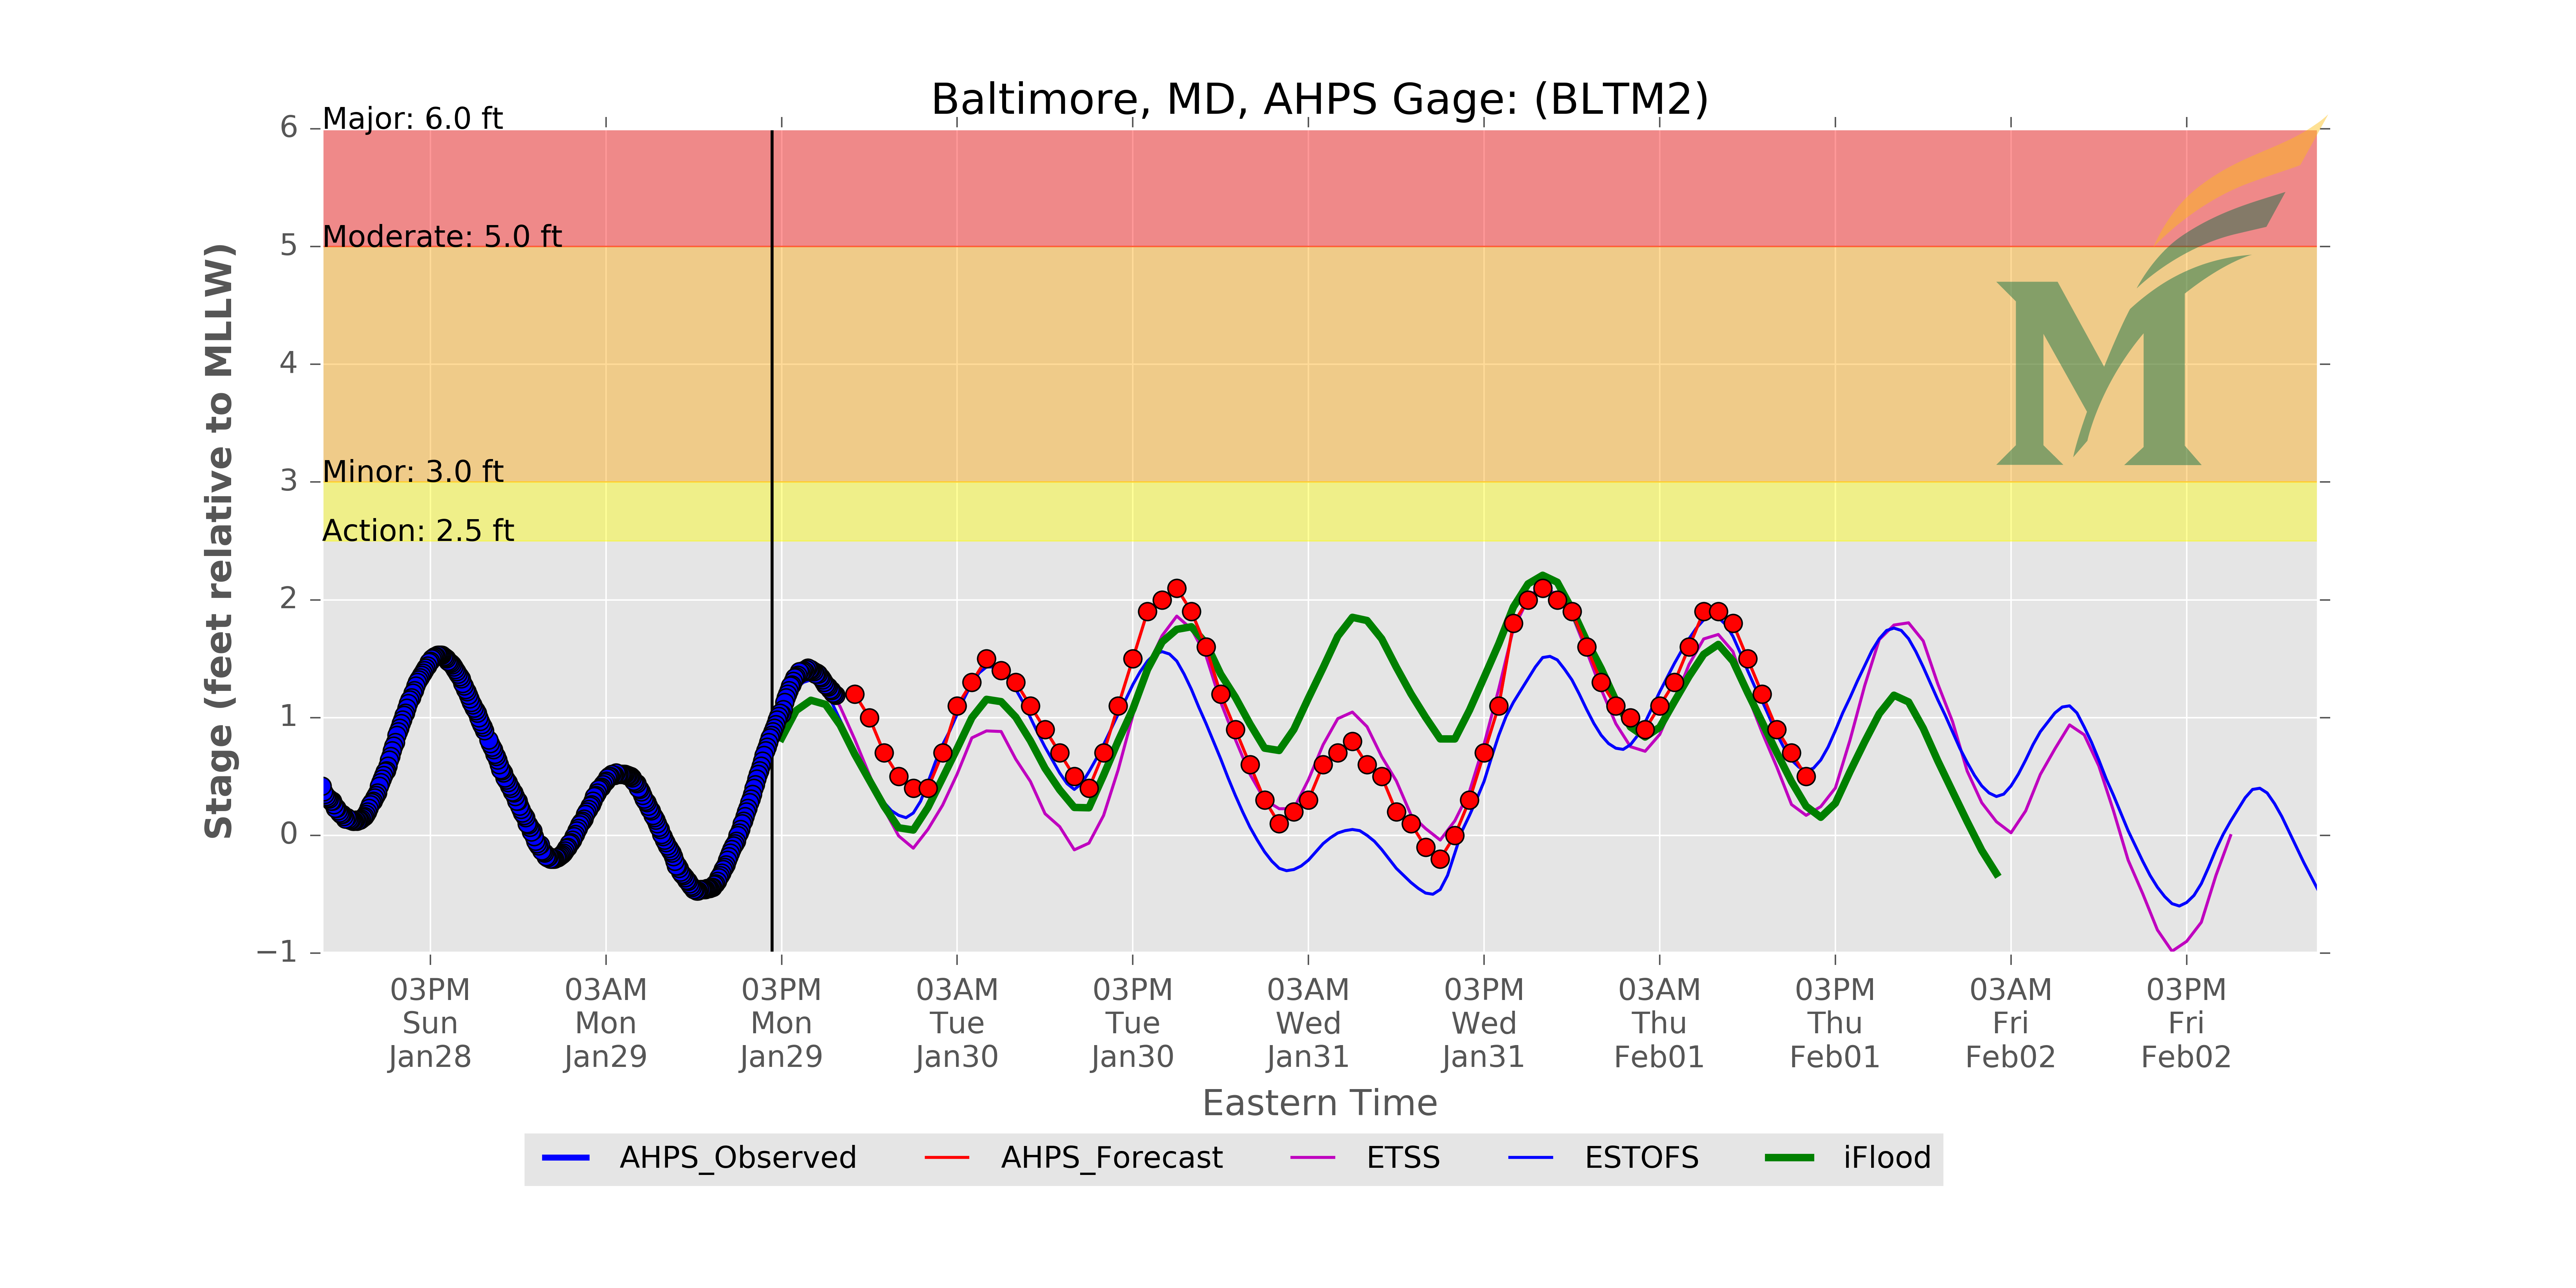 Baltimore, MD, AHPS Gage: (BLTM2)
Major: 6.0 ft
Moderate: 5.0 ft
Minor: 3.0 ft
Action: 2.5 ft
Stage (feet relative to MLLW)
6
5
4
3
2
1
0
−1
03PM Sun Jan28
03AM Mon Jan29
03PM Mon Jan29
03AM Tue Jan30
03PM Tue Jan30
03AM Wed Jan31
03PM Wed Jan31
03AM Thu Feb01
03PM Thu Feb01
03AM Fri Feb02
03PM Fri Feb02
Eastern Time
AHPS_Observed AHPS_Forecast ETSS ESTOFS iFlood
M